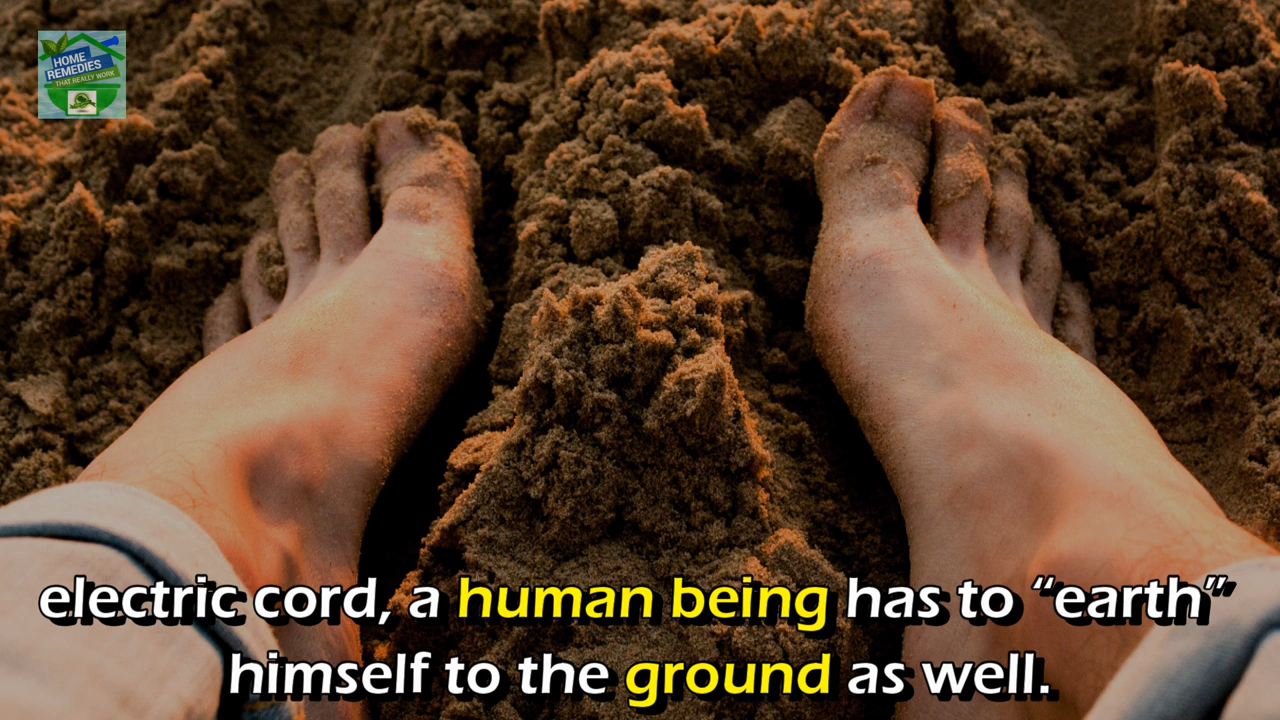 HOME
REMEDIES
THAT REALLY WORK
electric cord, a human being has to “earth”
himself to the ground as well.